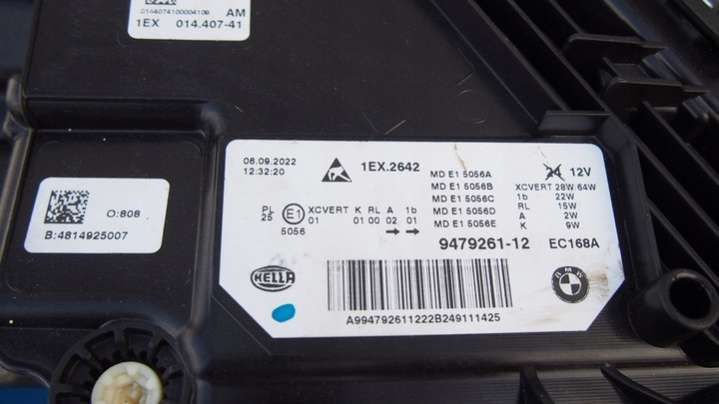 0144074100004106 AM
1EX 014.407-41
O:808
B:4814925007
08.09.2022
12:32:20
1EX.2642
MD E1 5056A
MD E1 5056B
MD E1 5056C
MD E1 5056D
MD E1 5056E
24 12V
XCVERT 28W/64W
1b 22W
RL 15W
A 2W
K 9W
PL
25
E1
5056
XCVERT K RL A 1b
01 01 00 02 01
→ →
9479261-12 EC168A
HELLA
BMW
A994792611222B249111425